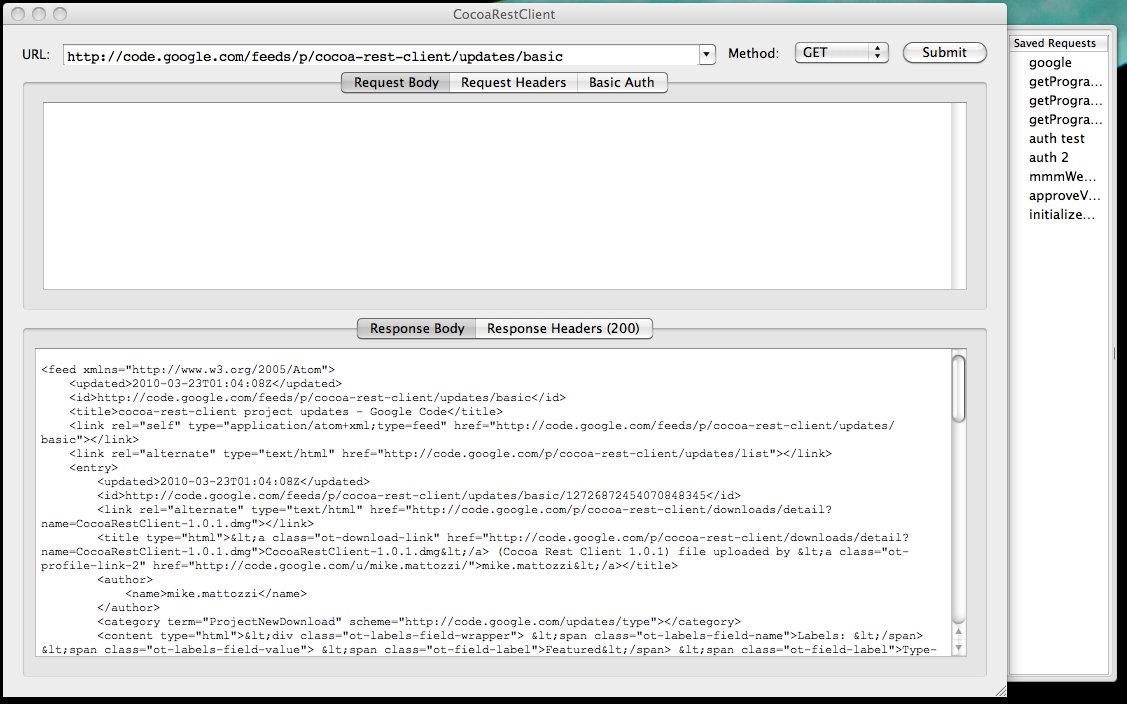 CocoaRestClient
URL: http://code.google.com/feeds/p/cocoa-rest-client/updates/basic Method: GET Submit
Request Body Request Headers Basic Auth
Response Body Response Headers (200)
<feed xmlns="http://www.w3.org/2005/Atom">
<updated>2010-03-23T01:04:08Z</updated>
<id>http://code.google.com/feeds/p/cocoa-rest-client/updates/basic</id>
<title>cocoa-rest-client project updates - Google Code</title>
<link rel="self" type="application/atom+xml;type=feed" href="http://code.google.com/feeds/p/cocoa-rest-client/updates/
basic"></link>
<link rel="alternate" type="text/html" href="http://code.google.com/p/cocoa-rest-client/updates/list"></link>
<entry>
<updated>2010-03-23T01:04:08Z</updated>
<id>http://code.google.com/feeds/p/cocoa-rest-client/updates/basic/12726872454070848345</id>
<link rel="alternate" type="text/html" href="http://code.google.com/p/cocoa-rest-client/downloads/detail?
name=CocoaRestClient-1.0.1.dmg"></link>
<title type="html">&lt;a class="ot-download-link" href="http://code.google.com/p/cocoa-rest-client/downloads/detail?
name=CocoaRestClient-1.0.1.dmg">CocoaRestClient-1.0.1.dmg&lt;/a> (Cocoa Rest Client 1.0.1) file uploaded by &lt;a class="ot-
profile-link-2" href="http://code.google.com/u/mike.mattozzi/">mike.mattozzi&lt;/a></title>
<author>
<name>mike.mattozzi</name>
</author>
<category term="ProjectNewDownload" scheme="http://code.google.com/updates/type"></category>
<content type="html">&lt;div class="ot-labels-field-wrapper"> &lt;span class="ot-labels-field-name">Labels: &lt;/span>
&lt;span class="ot-labels-field-value"> &lt;span class="ot-field-label">Featured&lt;/span> &lt;span class="ot-field-label">Type-
Saved Requests
google
getProgra...
getProgra...
getProgra...
auth test
auth 2
mmmWe...
approveV...
initialize...